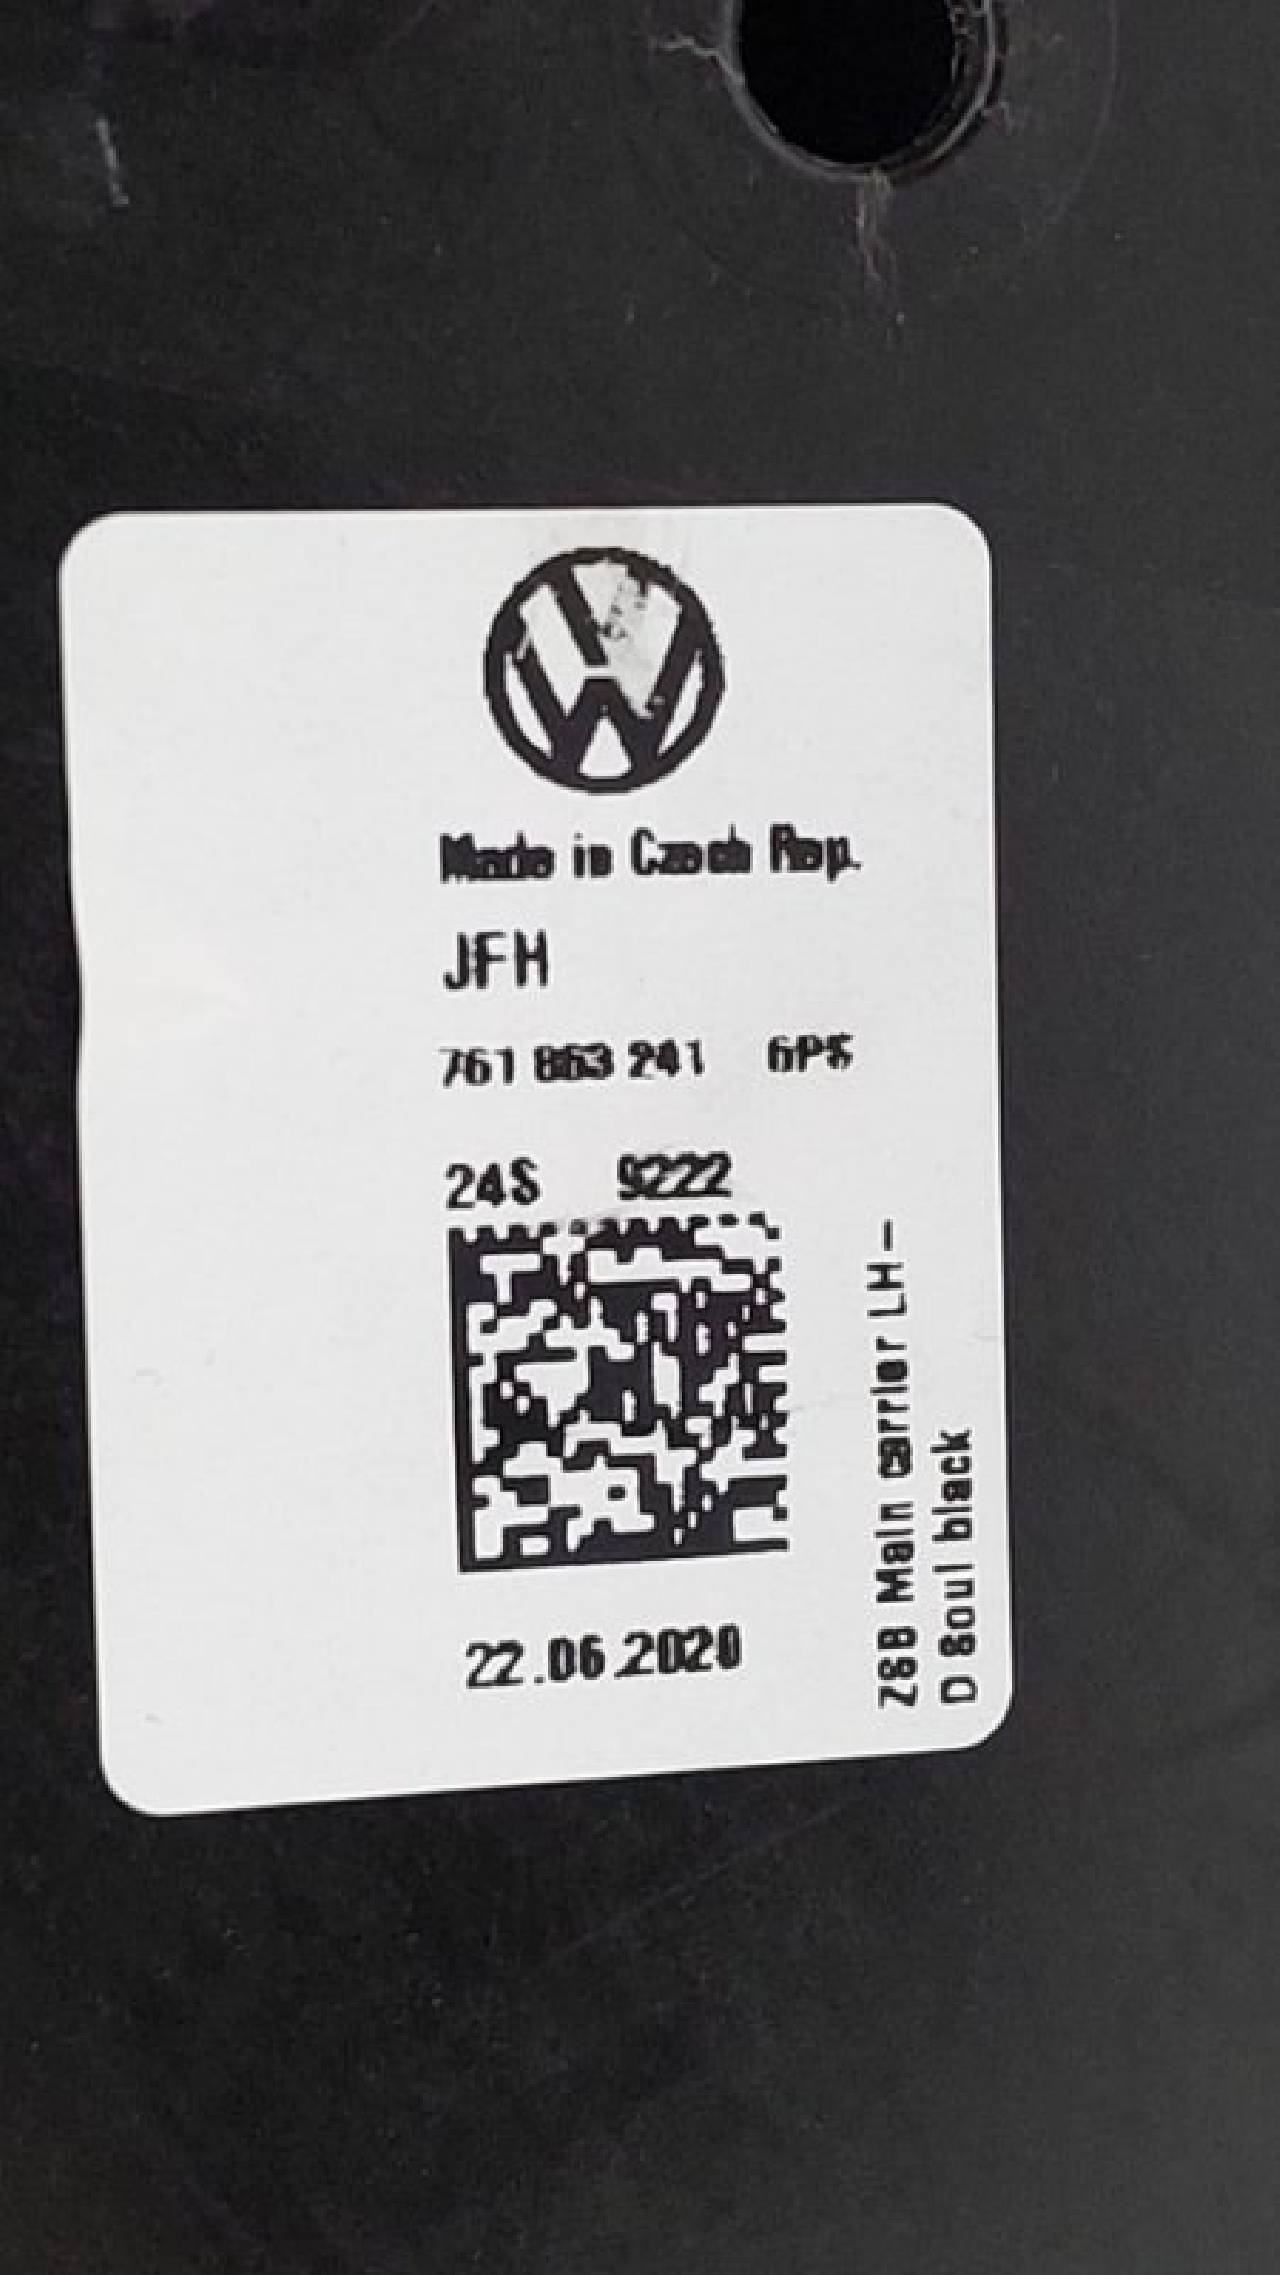 Made in Czech Rep.
JFH
761 863 241 6PS
24S 9222
22.06.2020
ZSB Main carrier LH-
D Soul black